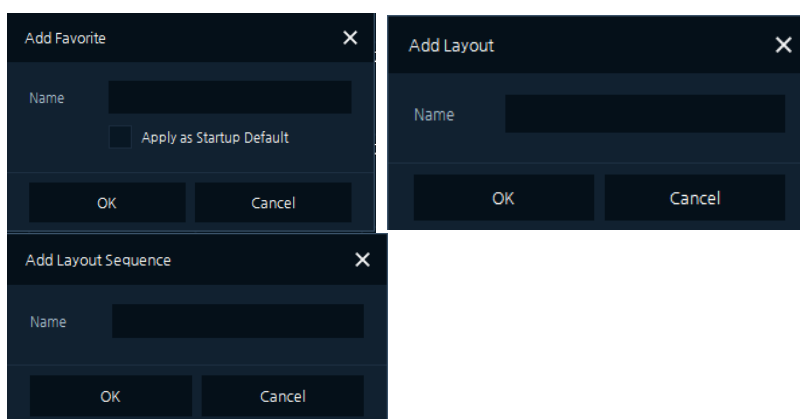 Add Favorite
Name
Apply as Startup Default
OK Cancel
Add Layout
Name
OK Cancel
Add Layout Sequence
Name
OK Cancel